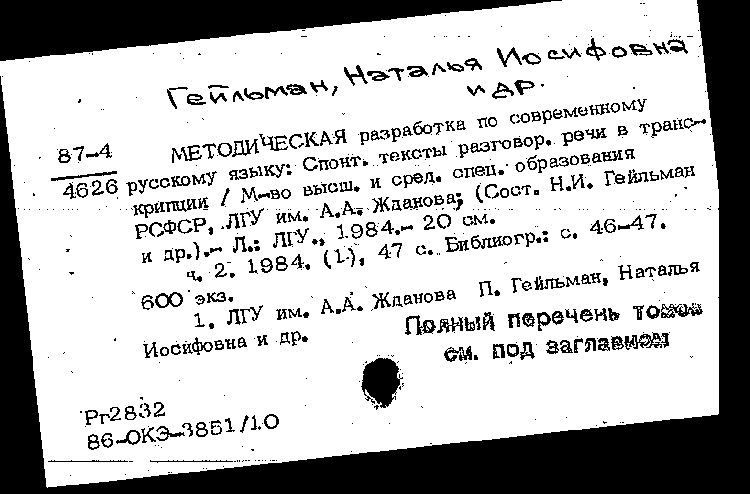 Гейльман, Наталья Иосифовна
и др.
87-4
4626
МЕТОДИЧЕСКАЯ разработка по современному
русскому языку: Спонт. тексты разговор. речи в транс-
крипции / М-во высш. и сред. спец. образования
РСФСР, ЛГУ им. А.А. Жданова; (Сост. Н.И. Гейльман
и др.).- Л.: ЛГУ., 1984.- 20 см.
ч. 2. 1984. (1), 47 с. Библиогр.: с. 46-47.
600 экз.
1. ЛГУ им. А.А. Жданова П. Гейльман, Наталья
Иосифовна и др.
Полный перечень томов
см. под заглавием
Рг2832
86-ОКЭ-3851/10